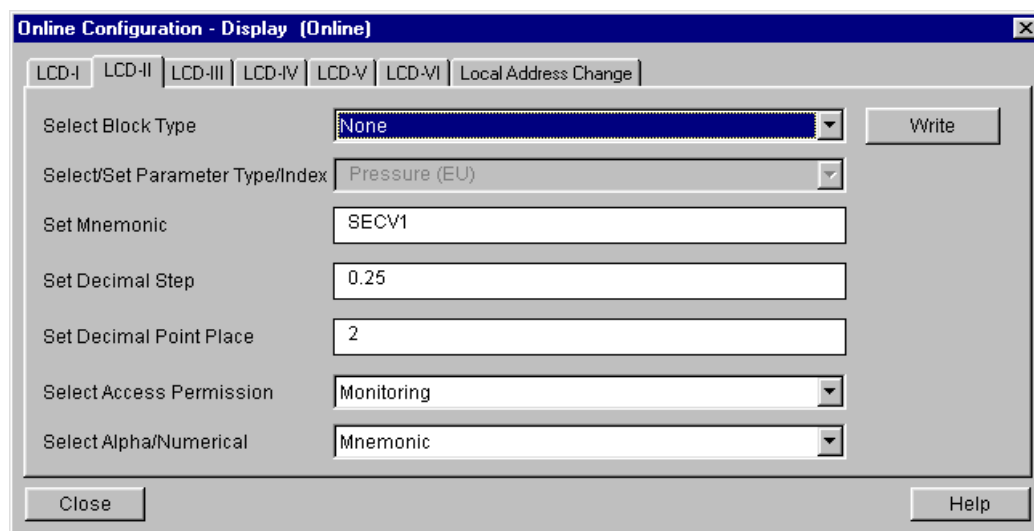 Online Configuration - Display (Online)
LCD-I LCD-II LCD-III LCD-IV LCD-V LCD-VI Local Address Change
Select Block Type None Write
Select/Set Parameter Type/Index Pressure (EU)
Set Mnemonic SECV1
Set Decimal Step 0.25
Set Decimal Point Place 2
Select Access Permission Monitoring
Select Alpha/Numerical Mnemonic
Close Help